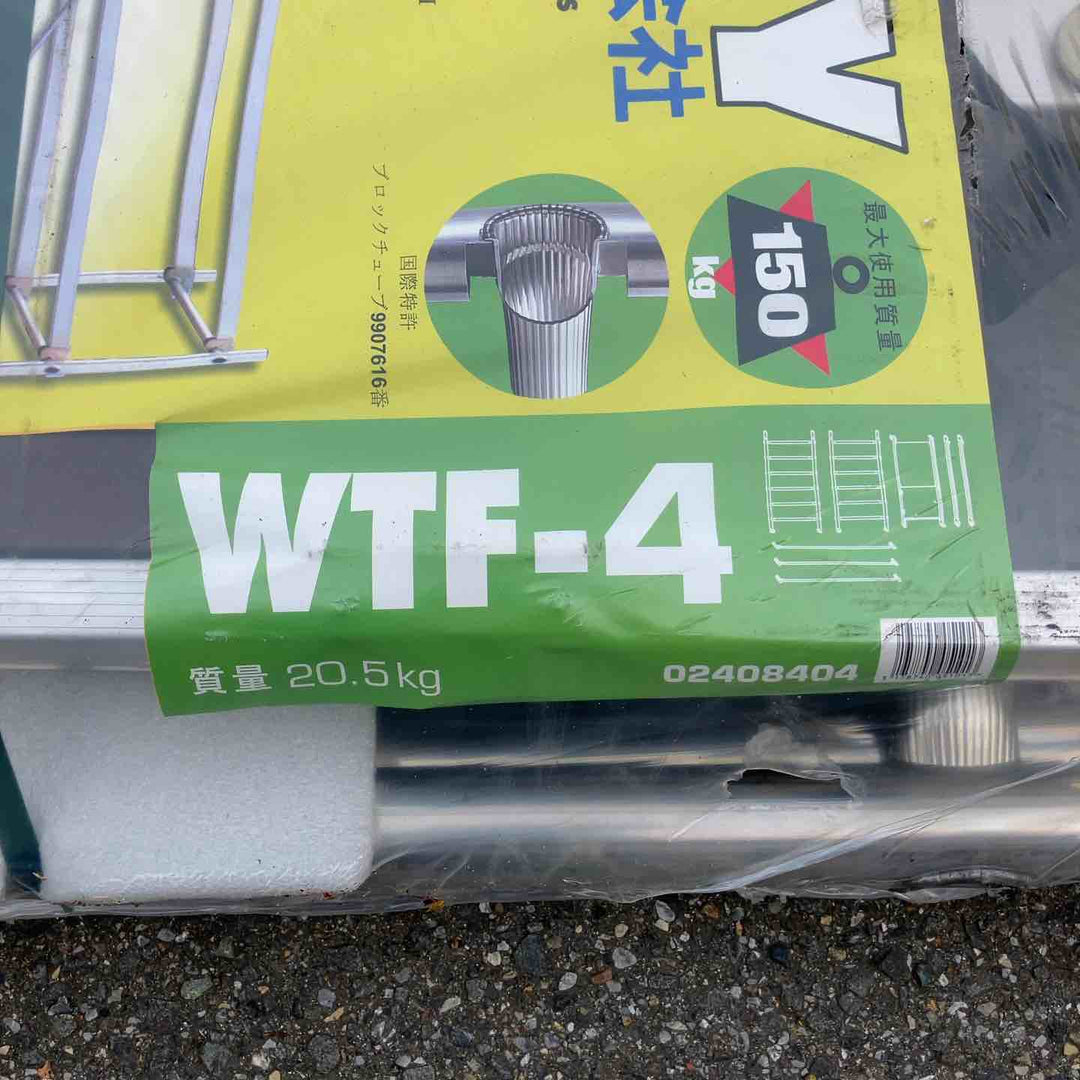 Y
社
最大使用質量
150
kg
国際特許
ブロックチューブ9907616番
WTF-4
質量 20.5kg
02408404